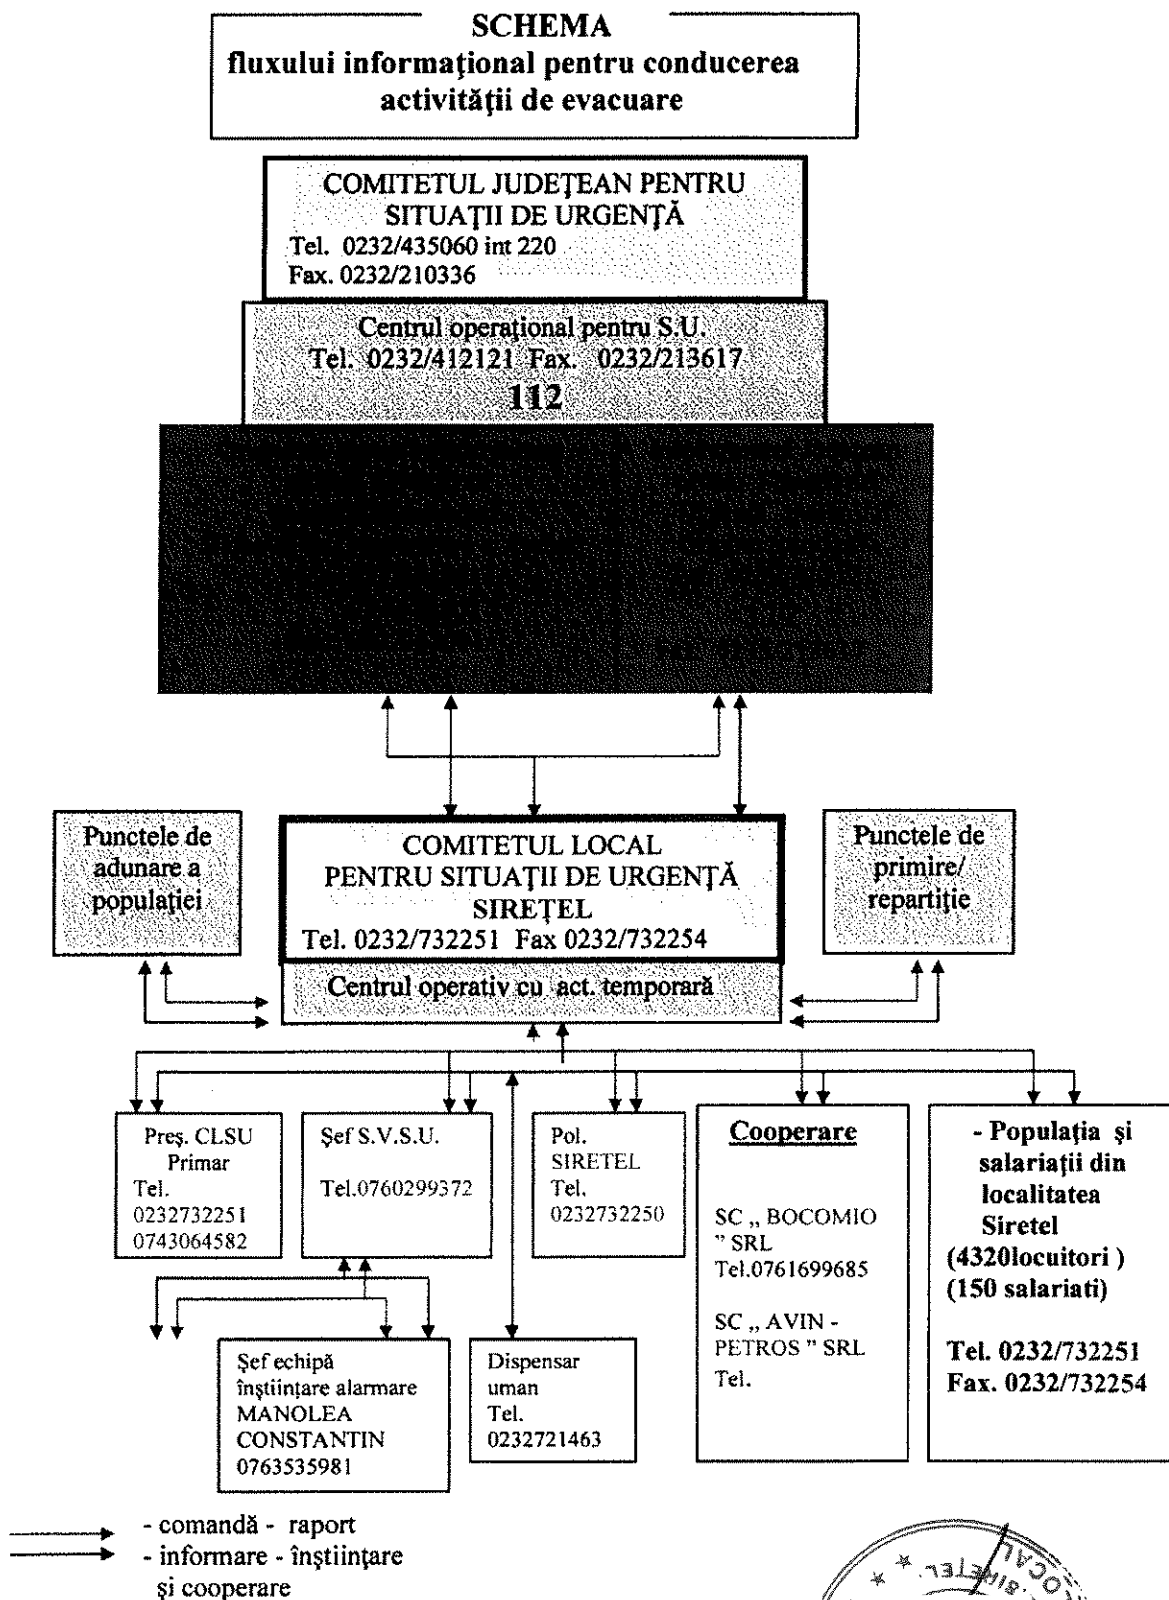 SCHEMA
fluxului informaţional pentru conducerea
activităţii de evacuare
COMITETUL JUDEŢEAN PENTRU
SITUAŢII DE URGENŢĂ
Tel. 0232/435060 int 220
Fax. 0232/210336
Centrul operaţional pentru S.U.
Tel. 0232/412121 Fax. 0232/213617
112
Punctele de
adunare a
populaţiei
COMITETUL LOCAL
PENTRU SITUAŢII DE URGENŢĂ
SIREŢEL
Tel. 0232/732251 Fax 0232/732254
Centrul operativ cu act. temporară
Punctele de
primire/
repartiţie
Preş. CLSU
Primar
Tel.
0232732251
0743064582
Şef S.V.S.U.
Tel.0760299372
Pol.
SIRETEL
Tel.
0232732250
Cooperare
SC „ BOCOMIO
” SRL
Tel.0761699685
SC „ AVIN -
PETROS ” SRL
Tel.
- Populaţia şi
salariaţii din
localitatea
Siretel
(4320locuitori )
(150 salariati)
Tel. 0232/732251
Fax. 0232/732254
Şef echipă
înştiinţare alarmare
MANOLEA
CONSTANTIN
0763535981
Dispensar
uman
Tel.
0232721463
- comandă - raport
- informare - înştiinţare
şi cooperare
SIREŢEL
LOCAL